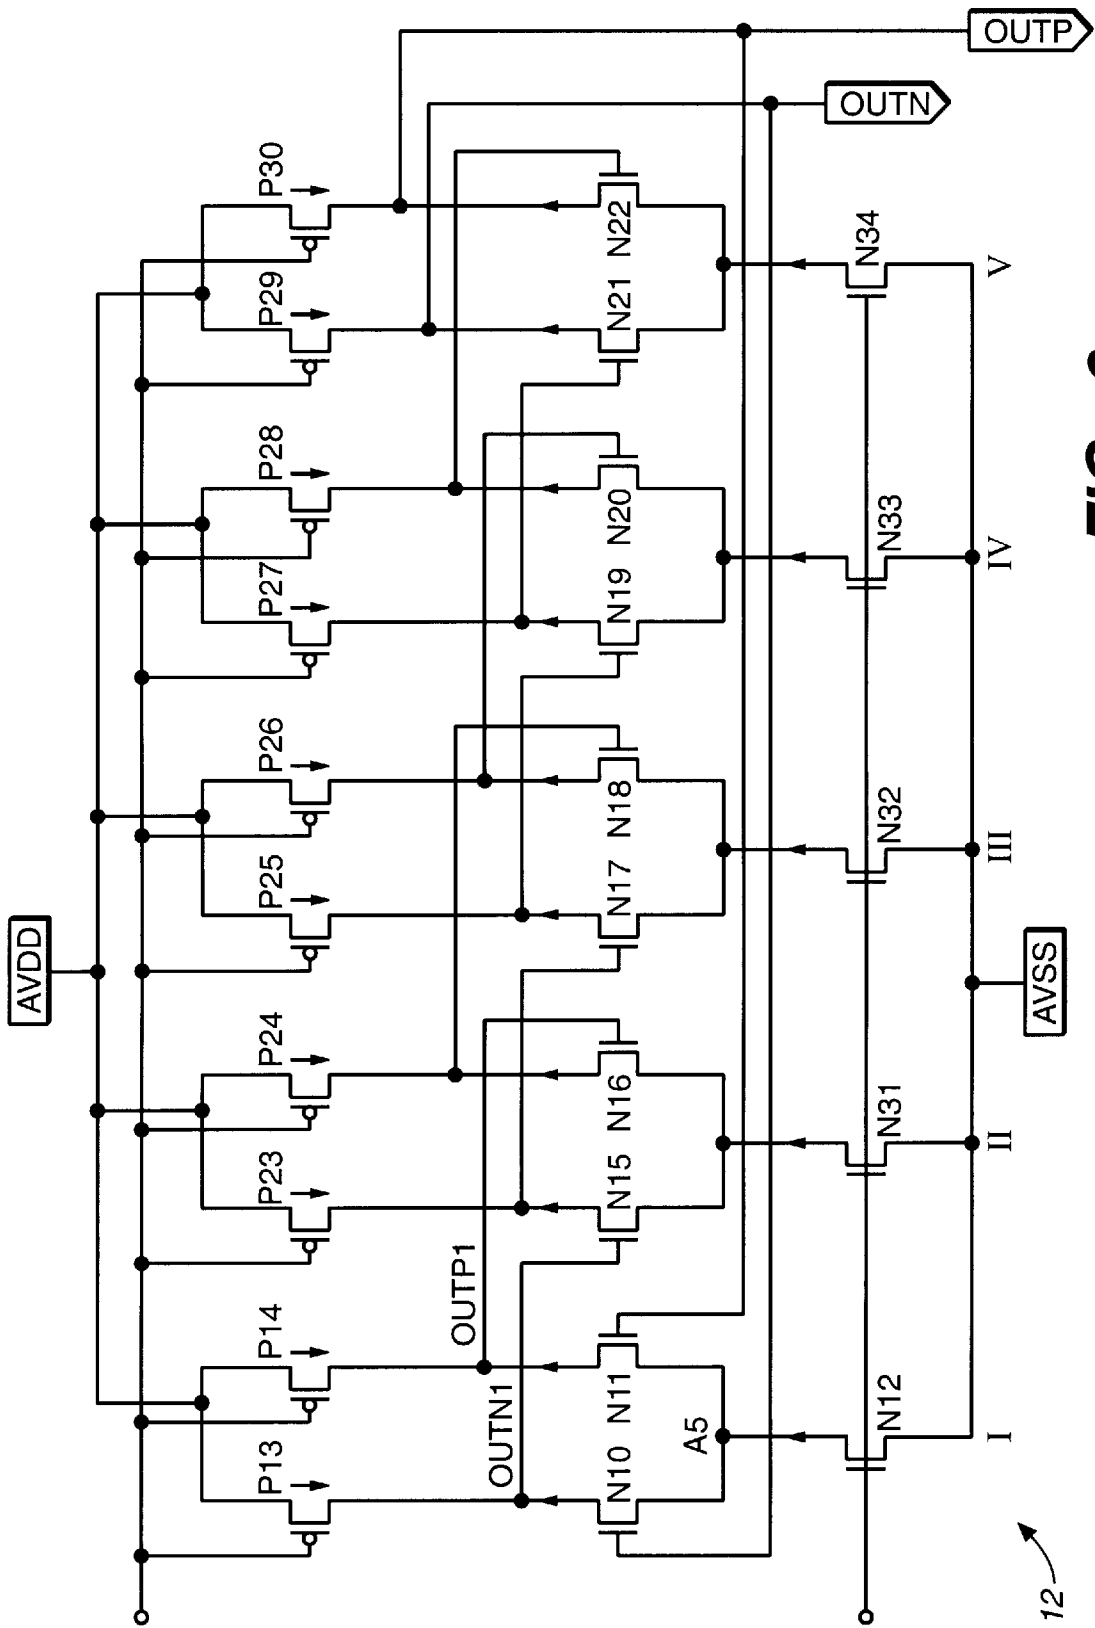 AVDD
P13
P14
P23
P24
P25
P26
P27
P28
P29
P30
OUTP
OUTN
OUTP1
OUTN1
N10
N11
N15
N16
N17
N18
N19
N20
N21
N22
A5
N12
N31
N32
N33
N34
I
II
III
IV
V
AVSS
12